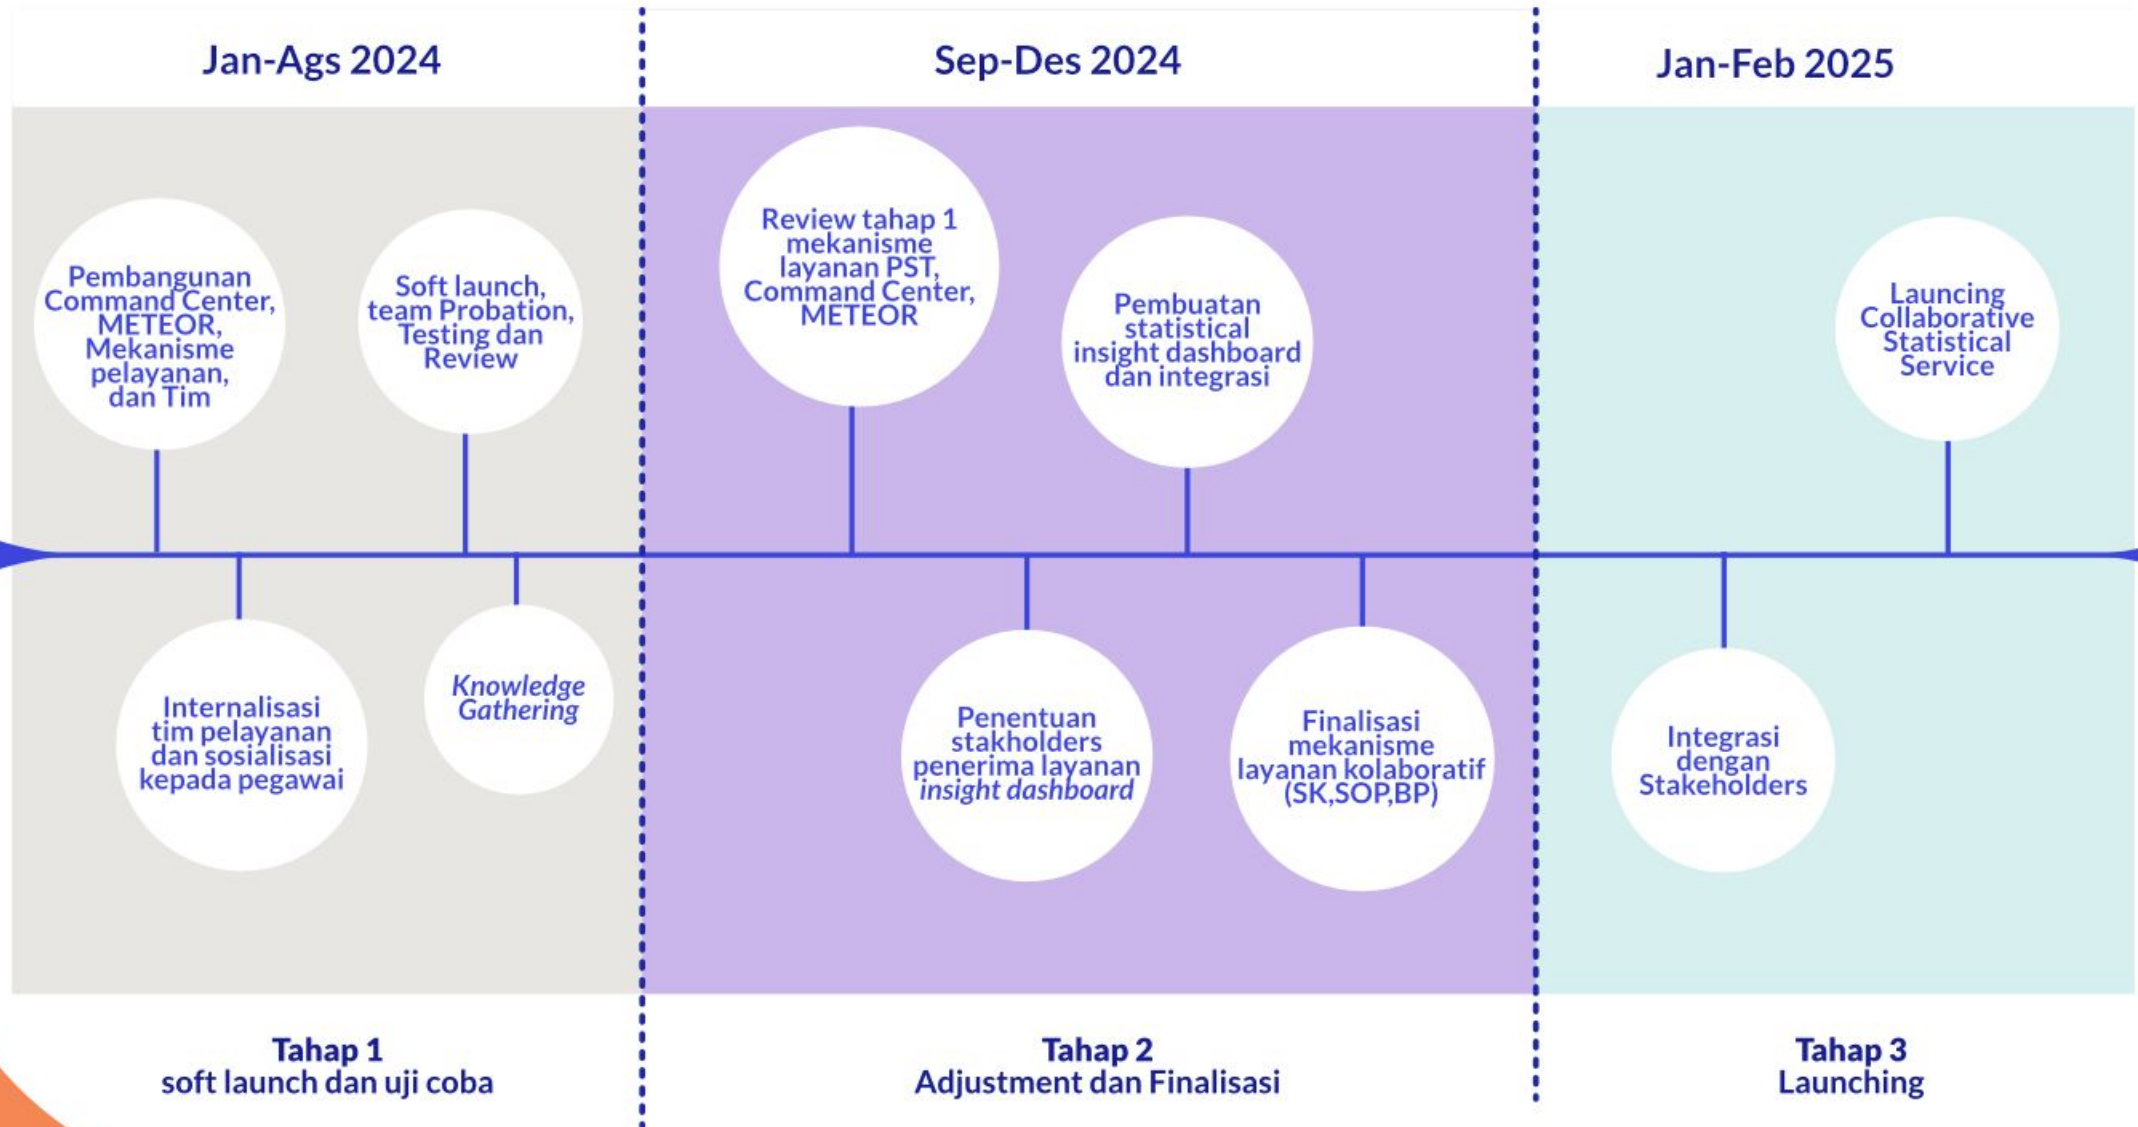 Jan-Ags 2024
Sep-Des 2024
Jan-Feb 2025
Pembangunan
Command Center,
METEOR,
Mekanisme
pelayanan,
dan Tim
Soft launch,
team Probation,
Testing dan
Review
Internalisasi
tim pelayanan
dan sosialisasi
kepada pegawai
Knowledge
Gathering
Review tahap 1
mekanisme
layanan PST,
Command Center,
METEOR
Pembuatan
statistical
insight dashboard
dan integrasi
Penentuan
stakholders
penerima layanan
insight dashboard
Finalisasi
mekanisme
layanan kolaboratif
(SK,SOP,BP)
Launcing
Collaborative
Statistical
Service
Integrasi
dengan
Stakeholders
Tahap 1
soft launch dan uji coba
Tahap 2
Adjustment dan Finalisasi
Tahap 3
Launching